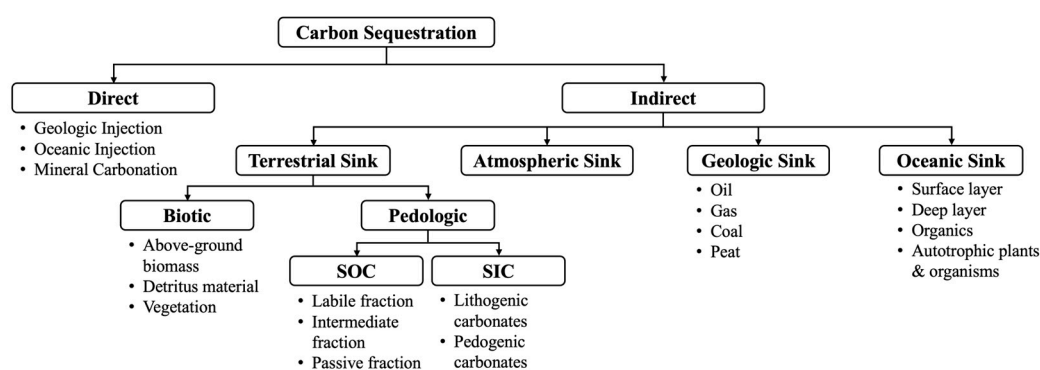 Carbon Sequestration
Direct
• Geologic Injection
• Oceanic Injection
• Mineral Carbonation
Indirect
Terrestrial Sink
Biotic
• Above-ground
biomass
• Detritus material
• Vegetation
Pedologic
SOC
• Labile fraction
• Intermediate
fraction
• Passive fraction
SIC
• Lithogenic
carbonates
• Pedogenic
carbonates
Atmospheric Sink
Geologic Sink
• Oil
• Gas
• Coal
• Peat
Oceanic Sink
• Surface layer
• Deep layer
• Organics
• Autotrophic plants
& organisms